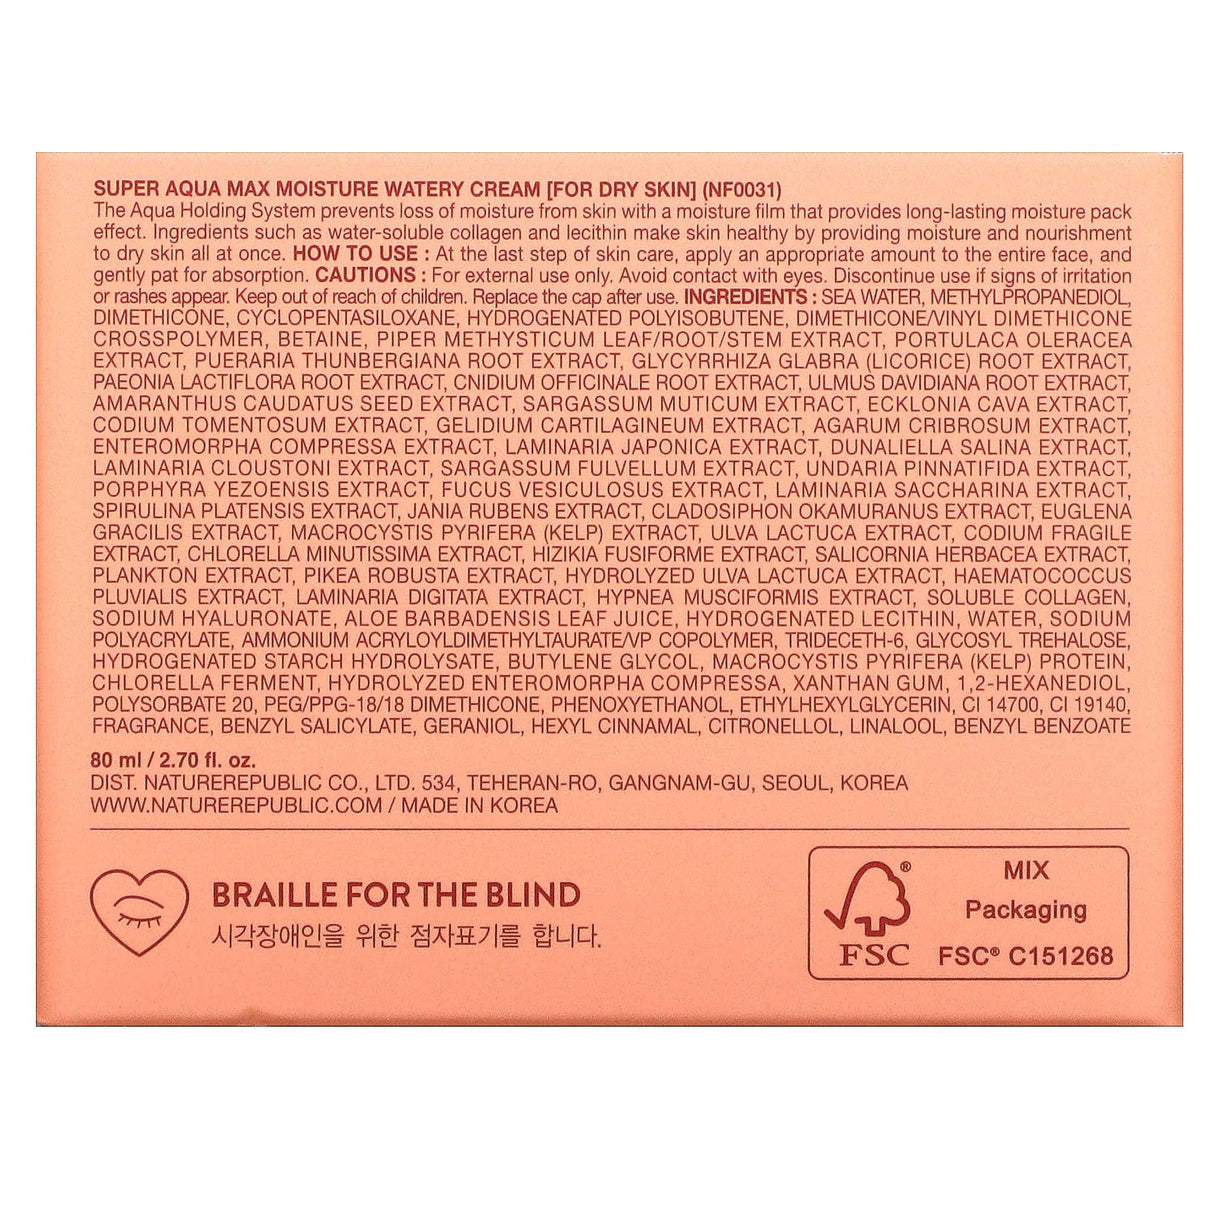 SUPER AQUA MAX MOISTURE WATERY CREAM [FOR DRY SKIN] (NF0031)
The Aqua Holding System prevents loss of moisture from skin with a moisture film that provides long-lasting moisture pack
effect. Ingredients such as water-soluble collagen and lecithin make skin healthy by providing moisture and nourishment
to dry skin all at once. HOW TO USE : At the last step of skin care, apply an appropriate amount to the entire face, and
gently pat for absorption. CAUTIONS : For external use only. Avoid contact with eyes. Discontinue use if signs of irritation
or rashes appear. Keep out of reach of children. Replace the cap after use. INGREDIENTS : SEA WATER, METHYLPROPANEDIOL,
DIMETHICONE, CYCLOPENTASILOXANE, HYDROGENATED POLYISOBUTENE, DIMETHICONE/VINYL DIMETHICONE
CROSSPOLYMER, BETAINE, PIPER METHYSTICUM LEAF/ROOT/STEM EXTRACT, PORTULACA OLERACEA
EXTRACT, PUERARIA THUNBERGIANA ROOT EXTRACT, GLYCYRRHIZA GLABRA (LICORICE) ROOT EXTRACT,
PAEONIA LACTIFLORA ROOT EXTRACT, CNIDIUM OFFICINALE ROOT EXTRACT, ULMUS DAVIDIANA ROOT EXTRACT,
AMARANTHUS CAUDATUS SEED EXTRACT, SARGASSUM MUTICUM EXTRACT, ECKLONIA CAVA EXTRACT,
CODIUM TOMENTOSUM EXTRACT, GELIDIUM CARTILAGINEUM EXTRACT, AGARUM CRIBROSUM EXTRACT,
ENTEROMORPHA COMPRESSA EXTRACT, LAMINARIA JAPONICA EXTRACT, DUNALIELLA SALINA EXTRACT,
LAMINARIA CLOUSTONI EXTRACT, SARGASSUM FULVELLUM EXTRACT, UNDARIA PINNATIFIDA EXTRACT,
PORPHYRA YEZOENSIS EXTRACT, FUCUS VESICULOSUS EXTRACT, LAMINARIA SACCHARINA EXTRACT,
SPIRULINA PLATENSIS EXTRACT, JANIA RUBENS EXTRACT, CLADOSIPHON OKAMURANUS EXTRACT, EUGLENA
GRACILIS EXTRACT, MACROCYSTIS PYRIFERA (KELP) EXTRACT, ULVA LACTUCA EXTRACT, CODIUM FRAGILE
EXTRACT, CHLORELLA MINUTISSIMA EXTRACT, HIZIKIA FUSIFORME EXTRACT, SALICORNIA HERBACEA EXTRACT,
PLANKTON EXTRACT, PIKEA ROBUSTA EXTRACT, HYDROLYZED ULVA LACTUCA EXTRACT, HAEMATOCOCCUS
PLUVIALIS EXTRACT, LAMINARIA DIGITATA EXTRACT, HYPNEA MUSCIFORMIS EXTRACT, SOLUBLE COLLAGEN,
SODIUM HYALURONATE, ALOE BARBADENSIS LEAF JUICE, HYDROGENATED LECITHIN, WATER, SODIUM
POLYACRYLATE, AMMONIUM ACRYLOYLDIMETHYLTAURATE/VP COPOLYMER, TRIDECETH-6, GLYCOSYL TREHALOSE,
HYDROGENATED STARCH HYDROLYSATE, BUTYLENE GLYCOL, MACROCYSTIS PYRIFERA (KELP) PROTEIN,
CHLORELLA FERMENT, HYDROLYZED ENTEROMORPHA COMPRESSA, XANTHAN GUM, 1,2-HEXANEDIOL,
POLYSORBATE 20, PEG/PPG-18/18 DIMETHICONE, PHENOXYETHANOL, ETHYLHEXYLGLYCERIN, CI 14700, CI 19140,
FRAGRANCE, BENZYL SALICYLATE, GERANIOL, HEXYL CINNAMAL, CITRONELLOL, LINALOOL, BENZYL BENZOATE
80 ml / 2.70 fl. oz.
DIST. NATUREREPUBLIC CO., LTD. 534, TEHERAN-RO, GANGNAM-GU, SEOUL, KOREA
WWW.NATUREREPUBLIC.COM / MADE IN KOREA
BRAILLE FOR THE BLIND
시각장애인을 위한 점자표기를 합니다.
®
FSC
MIX
Packaging
FSC® C151268